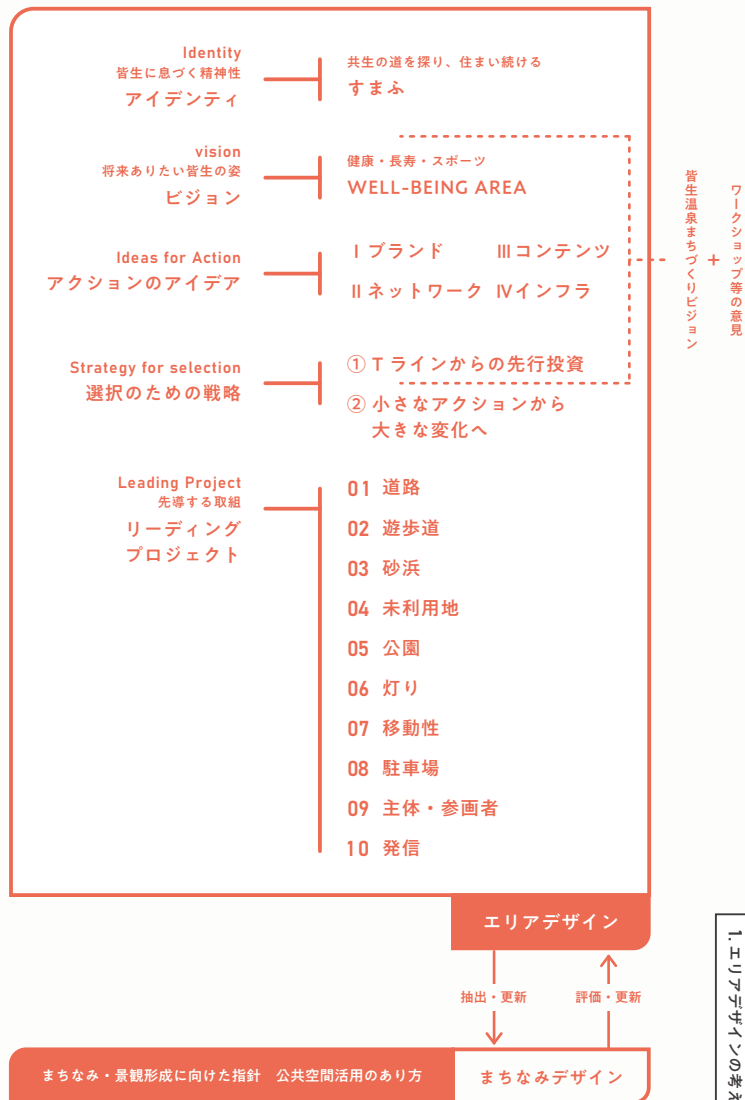 Identity
皆生に息づく精神性
アイデンティ
共生の道を探り、住まい続ける
すまふ
vision
将来ありたい皆生の姿
ビジョン
健康・長寿・スポーツ
WELL-BEING AREA
Ideas for Action
アクションのアイデア
Ⅰブランド
Ⅲコンテンツ
Ⅱネットワーク
Ⅳインフラ
Strategy for selection
選択のための戦略
①Tラインからの先行投資
②小さなアクションから
大きな変化へ
Leading Project
先導する取組
リーディング
プロジェクト
01 道路
02 遊歩道
03 砂浜
04 未利用地
05 公園
06 灯り
07 移動性
08 駐車場
09 主体・参画者
10 発信
皆生温泉まちづくりビジョン
+
ワークショップ等の意見
エリアデザイン
抽出・更新
評価・更新
まちなみ・景観形成に向けた指針 公共空間活用のあり方
まちなみデザイン
1. エリアデザインの考え